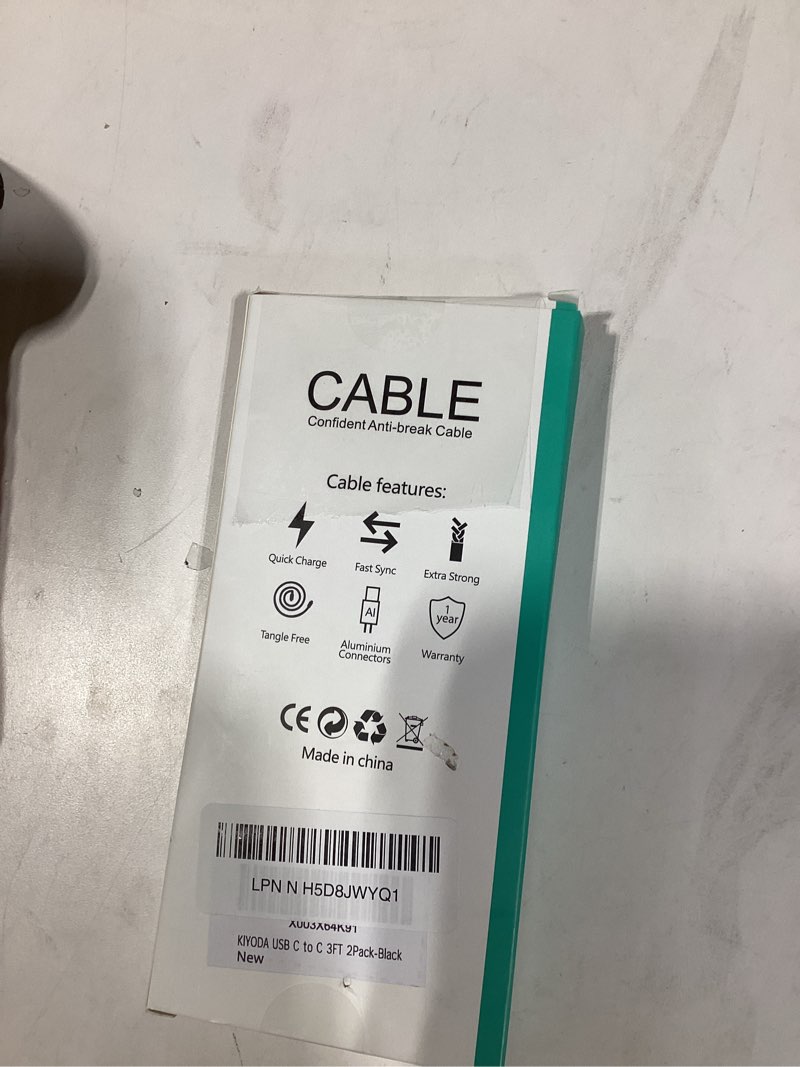 CABLE
Confident Anti-break Cable
Cable features:
Quick Charge
Fast Sync
Extra Strong
AI
1
year
Tangle Free
Aluminium
Connectors
Warranty
CE
Made in china
LPN N H5D8JWYQ1
X003X64K91
KIYODA USB C to C 3FT 2Pack-Black
New